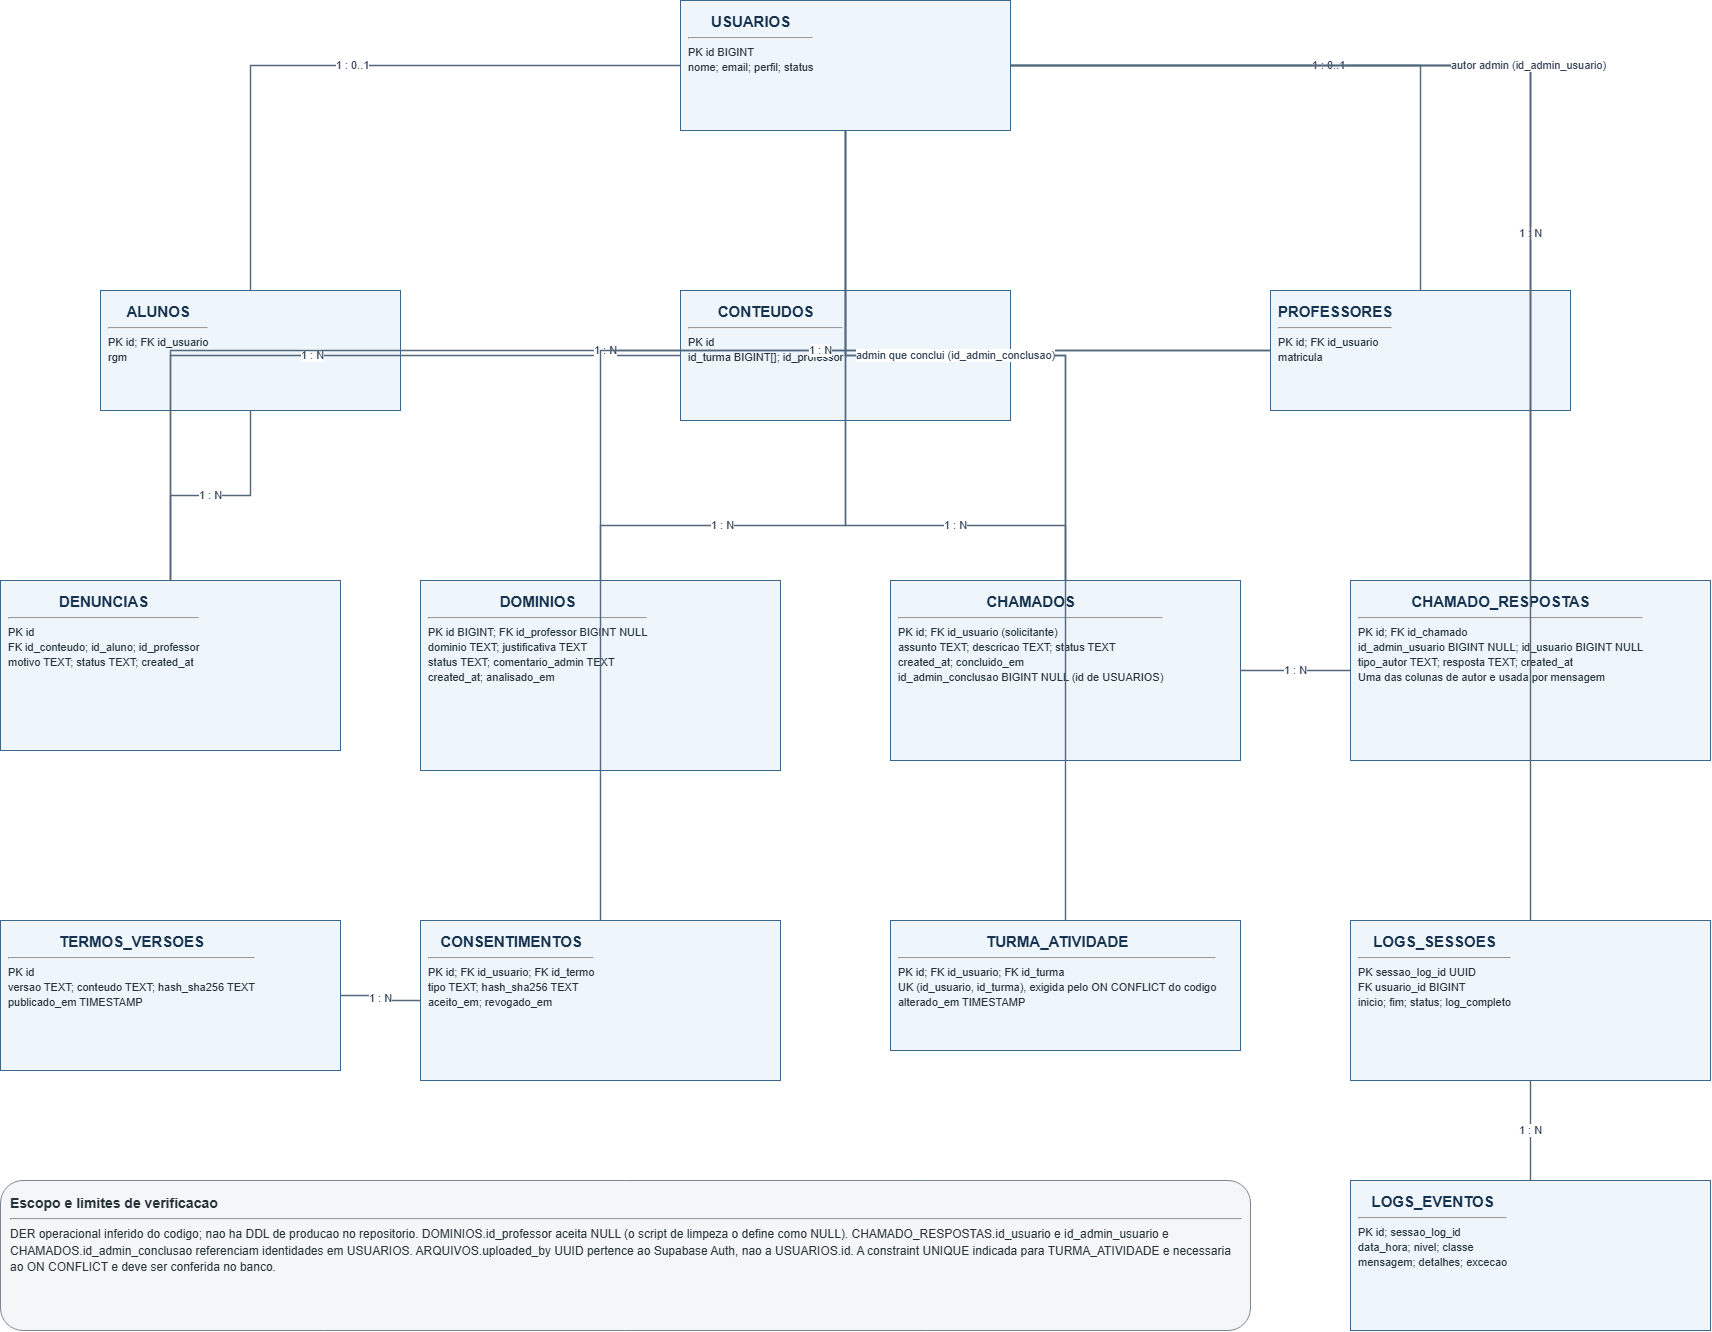 USUARIOS
PK id BIGINT
nome; email; perfil; status
1 : 0..1
1 : 0..1
autor admin (id_admin_usuario)
1 : N
ALUNOS
PK id; FK id_usuario
rgm
CONTEUDOS
PK id
id_turma BIGINT[]; id_professor
PROFESSORES
PK id; FK id_usuario
matricula
1 : N
1 : N
1 : N
admin que conclui (id_admin_conclusao)
1 : N
1 : N
1 : N
DENUNCIAS
PK id
FK id_conteudo; id_aluno; id_professor
motivo TEXT; status TEXT; created_at
DOMINIOS
PK id BIGINT; FK id_professor BIGINT NULL
dominio TEXT; justificativa TEXT
status TEXT; comentario_admin TEXT
created_at; analisado_em
CHAMADOS
PK id; FK id_usuario (solicitante)
assunto TEXT; descricao TEXT; status TEXT
created_at; concluido_em
id_admin_conclusao BIGINT NULL (id de USUARIOS)
1 : N
CHAMADO_RESPOSTAS
PK id; FK id_chamado
id_admin_usuario BIGINT NULL; id_usuario BIGINT NULL
tipo_autor TEXT; resposta TEXT; created_at
Uma das colunas de autor e usada por mensagem
TERMOS_VERSOES
PK id
versao TEXT; conteudo TEXT; hash_sha256 TEXT
publicado_em TIMESTAMP
1 : N
CONSENTIMENTOS
PK id; FK id_usuario; FK id_termo
tipo TEXT; hash_sha256 TEXT
aceito_em; revogado_em
TURMA_ATIVIDADE
PK id; FK id_usuario; FK id_turma
UK (id_usuario, id_turma), exigida pelo ON CONFLICT do codigo
alterado_em TIMESTAMP
LOGS_SESSOES
PK sessao_log_id UUID
FK usuario_id BIGINT
inicio; fim; status; log_completo
1 : N
LOGS_EVENTOS
PK id; sessao_log_id
data_hora; nivel; classe
mensagem; detalhes; excecao
Escopo e limites de verificacao
DER operacional inferido do codigo; nao ha DDL de producao no repositorio. DOMINIOS.id_professor aceita NULL (o script de limpeza o define como NULL). CHAMADO_RESPOSTAS.id_usuario e id_admin_usuario e
CHAMADOS.id_admin_conclusao referenciam identidades em USUARIOS. ARQUIVOS.uploaded_by UUID pertence ao Supabase Auth, nao a USUARIOS.id. A constraint UNIQUE indicada para TURMA_ATIVIDADE e necessaria
ao ON CONFLICT e deve ser conferida no banco.